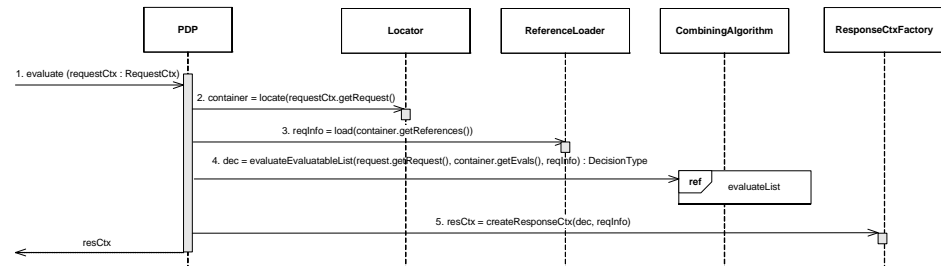 PDP
Locator
ReferenceLoader
CombiningAlgorithm
ResponseCtxFactory
1. evaluate (requestCtx : RequestCtx)
2. container = locate(requestCtx.getRequest()
3. reqInfo = load(container.getReferences())
4. dec = evaluateEvaluatableList(request.getRequest(), container.getEvals(), reqInfo) : DecisionType
ref
evaluateList
5. resCtx = createResponseCtx(dec, reqInfo)
resCtx